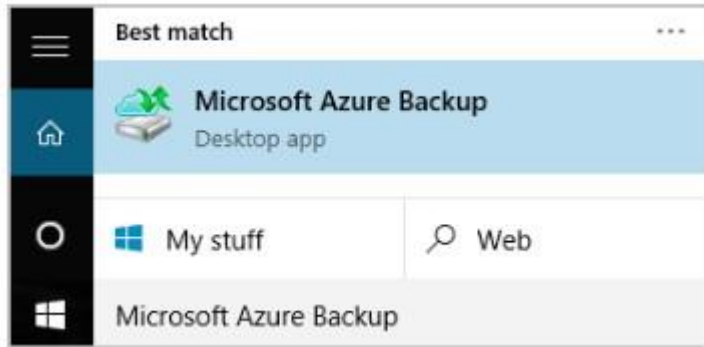 Best match
Microsoft Azure Backup
Desktop app
My stuff
Web
Microsoft Azure Backup